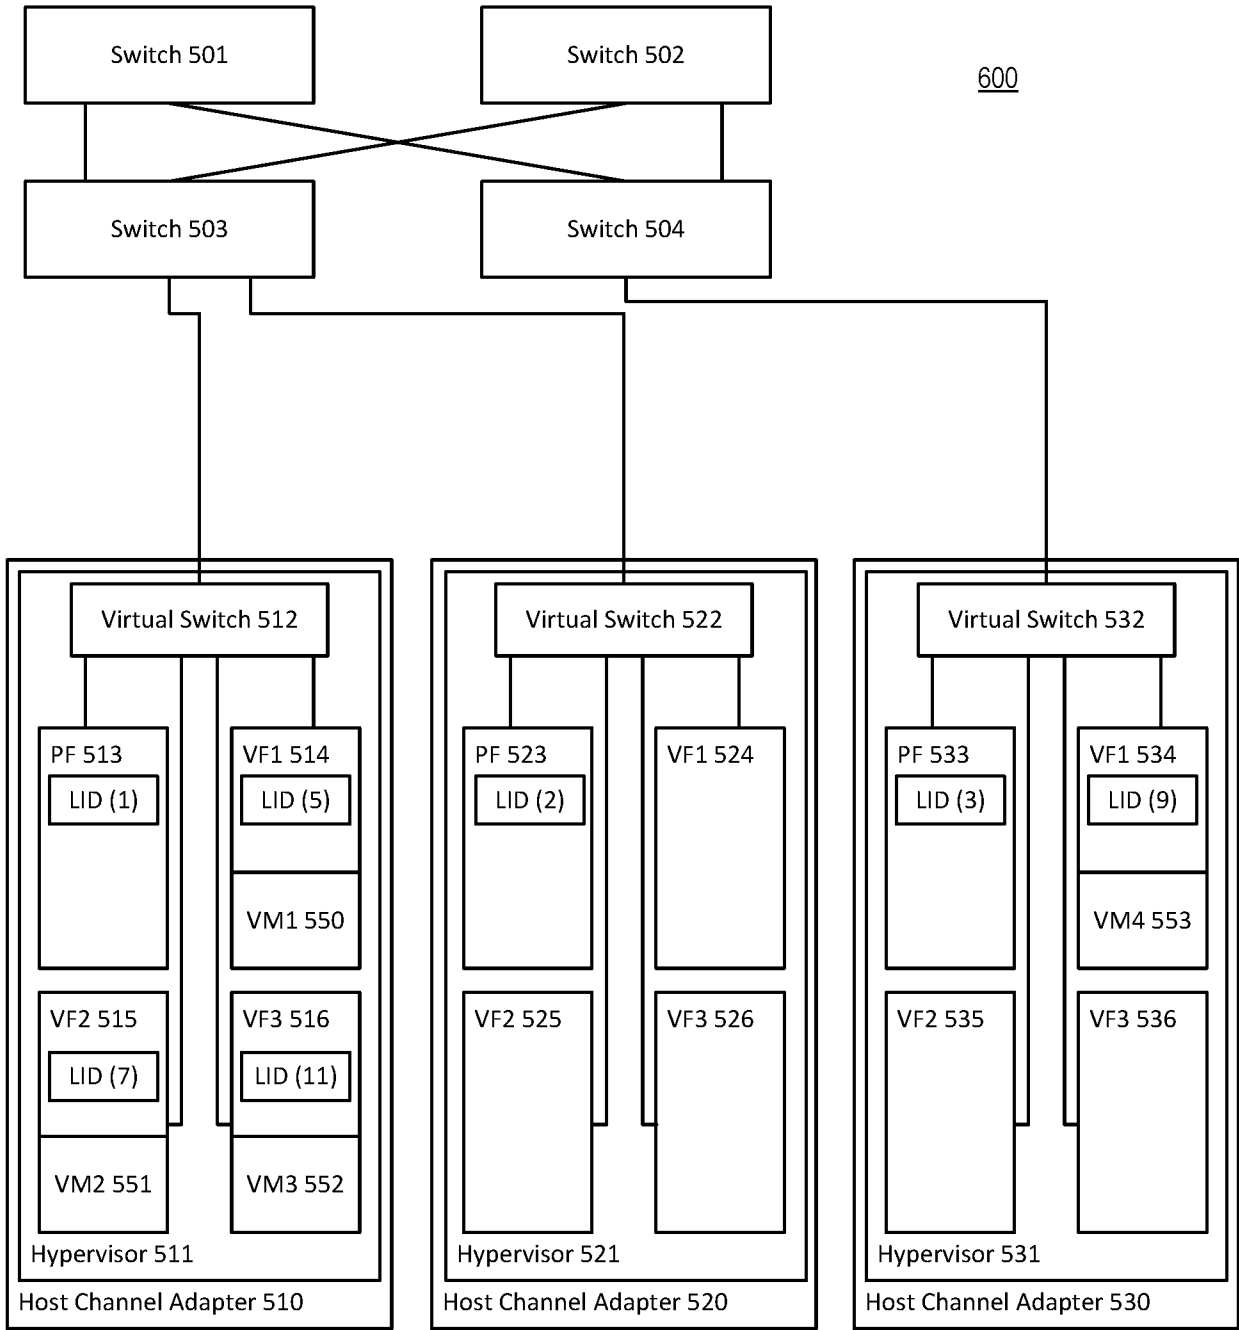 Switch 501
Switch 502
600
Switch 503
Switch 504
Virtual Switch 512
PF 513
LID (1)
VF1 514
LID (5)
VM1 550
VF2 515
LID (7)
VM2 551
VF3 516
LID (11)
VM3 552
Hypervisor 511
Host Channel Adapter 510
Virtual Switch 522
PF 523
LID (2)
VF1 524
VF2 525
VF3 526
Hypervisor 521
Host Channel Adapter 520
Virtual Switch 532
PF 533
LID (3)
VF1 534
LID (9)
VM4 553
VF2 535
VF3 536
Hypervisor 531
Host Channel Adapter 530